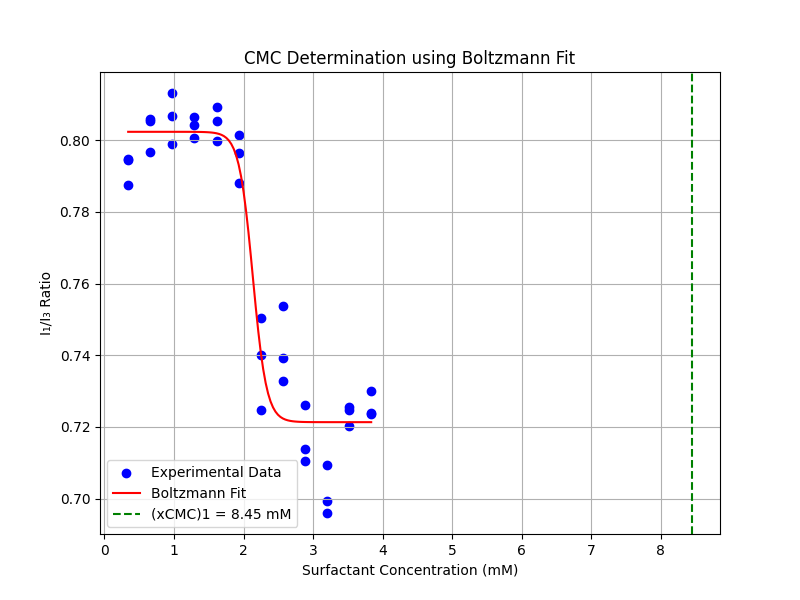 CMC Determination using Boltzmann Fit
I₁/I₃ Ratio
0.80
0.78
0.76
0.74
0.72
0.70
Experimental Data
Boltzmann Fit
(xCMC)1 = 8.45 mM
0 1 2 3 4 5 6 7 8
Surfactant Concentration (mM)